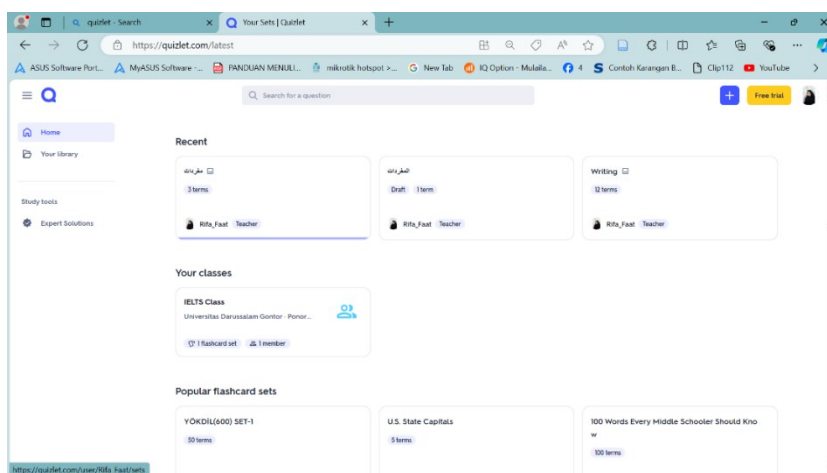 quizlet - Search
Your Sets | Quizlet
https://quizlet.com/latest
ASUS Software Port...
MyASUS Software -...
PANDUAN MENULI...
mikrotik hotspot >...
New Tab
IQ Option - Mulaila...
4
Contoh Karangan B...
Clip112
YouTube
Search for a question
Free trial
Home
Your library
Study tools
Expert Solutions
Recent
مفردات
3 terms
Rifa_Faat Teacher
المفردات
Draft 1 term
Rifa_Faat Teacher
Writing
12 terms
Rifa_Faat Teacher
Your classes
IELTS Class
Universitas Darussalam Gontor · Ponor...
1 flashcard set 1 member
Popular flashcard sets
YÖKDİL(600) SET-1
50 terms
U.S. State Capitals
5 terms
100 Words Every Middle Schooler Should Kno
w
100 terms
https://quizlet.com/user/Rifa_Faat/sets